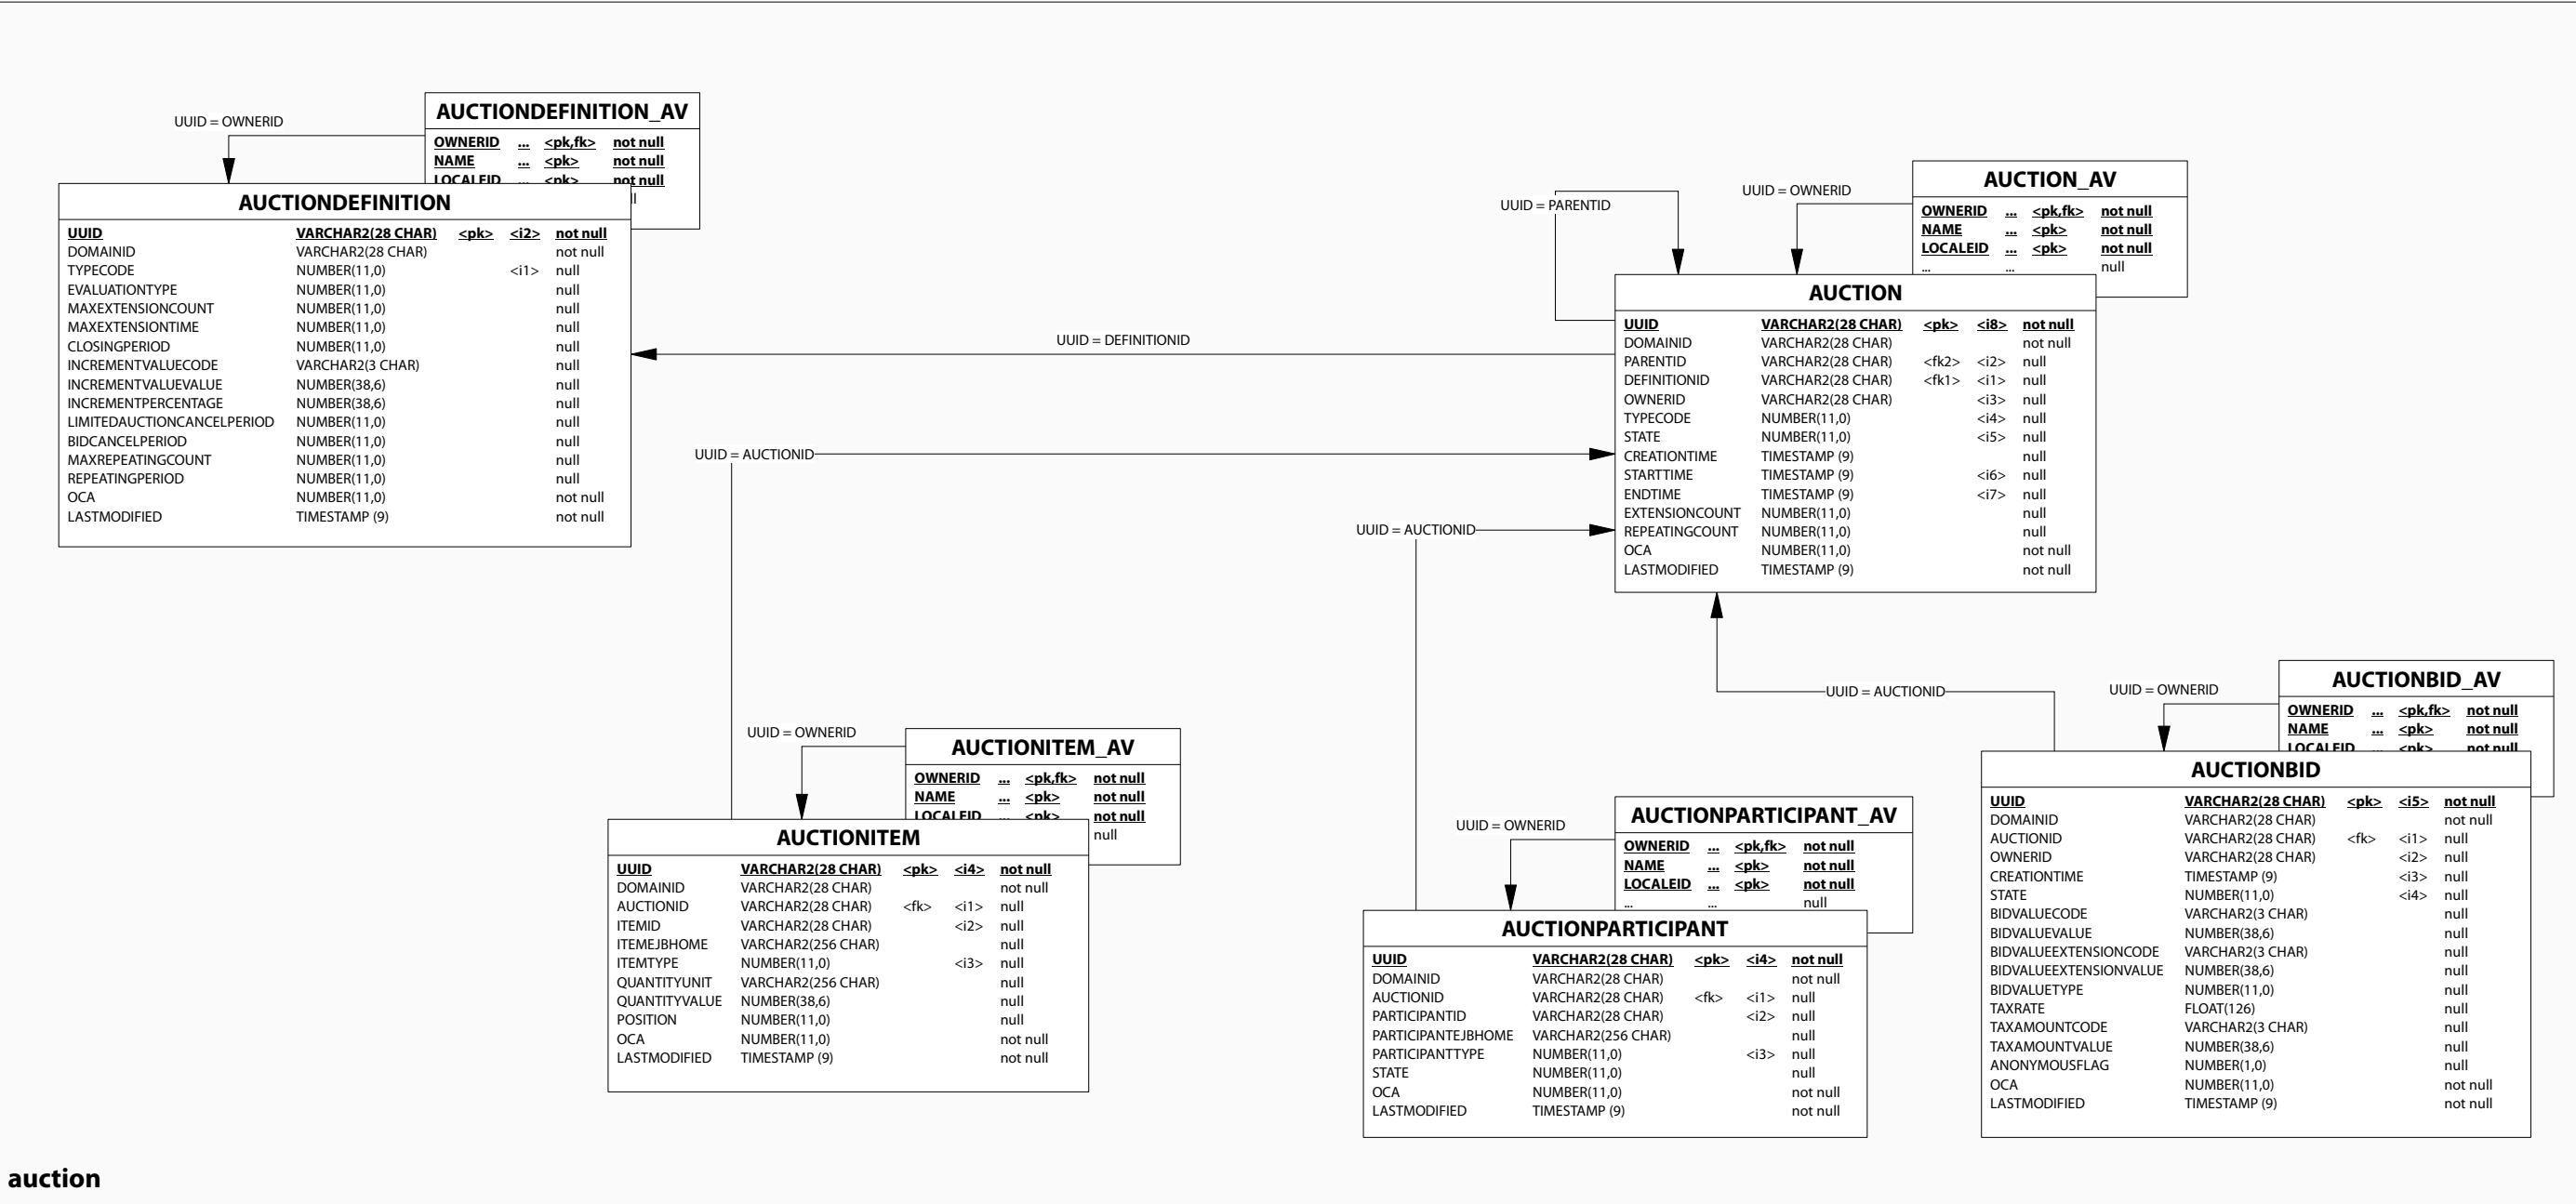 UUID = OWNERID
AUCTIONDEFINITION_AV
OWNERID ... <pk,fk> not null
NAME ... <pk> not null
LOCALEID ... <pk> not null
AUCTIONDEFINITION
UUID VARCHAR2(28 CHAR) <pk> <i2> not null
DOMAINID VARCHAR2(28 CHAR) not null
TYPECODE NUMBER(11,0) <i1> null
EVALUATIONTYPE NUMBER(11,0) null
MAXEXTENSIONCOUNT NUMBER(11,0) null
MAXEXTENSIONTIME NUMBER(11,0) null
CLOSINGPERIOD NUMBER(11,0) null
INCREMENTVALUECODE VARCHAR2(3 CHAR) null
INCREMENTVALUEVALUE NUMBER(38,6) null
INCREMENTPERCENTAGE NUMBER(38,6) null
LIMITEDAUCTIONCANCELPERIOD NUMBER(11,0) null
BIDCANCELPERIOD NUMBER(11,0) null
MAXREPEATINGCOUNT NUMBER(11,0) null
REPEATINGPERIOD NUMBER(11,0) null
OCA NUMBER(11,0) not null
LASTMODIFIED TIMESTAMP (9) not null
UUID = PARENTID
UUID = OWNERID
AUCTION_AV
OWNERID ... <pk,fk> not null
NAME ... <pk> not null
LOCALEID ... <pk> not null
... ... null
UUID = DEFINITIONID
UUID = AUCTIONID
UUID = AUCTIONID
AUCTION
UUID VARCHAR2(28 CHAR) <pk> <i8> not null
DOMAINID VARCHAR2(28 CHAR) not null
PARENTID VARCHAR2(28 CHAR) <fk2> <i2> null
DEFINITIONID VARCHAR2(28 CHAR) <fk1> <i1> null
OWNERID VARCHAR2(28 CHAR) <i3> null
TYPECODE NUMBER(11,0) <i4> null
STATE NUMBER(11,0) <i5> null
CREATIONTIME TIMESTAMP (9) null
STARTTIME TIMESTAMP (9) <i6> null
ENDTIME TIMESTAMP (9) <i7> null
EXTENSIONCOUNT NUMBER(11,0) null
REPEATINGCOUNT NUMBER(11,0) null
OCA NUMBER(11,0) not null
LASTMODIFIED TIMESTAMP (9) not null
UUID = OWNERID
AUCTIONITEM_AV
OWNERID ... <pk,fk> not null
NAME ... <pk> not null
LOCALEID ... <pk> not null
null
AUCTIONITEM
UUID VARCHAR2(28 CHAR) <pk> <i4> not null
DOMAINID VARCHAR2(28 CHAR) not null
AUCTIONID VARCHAR2(28 CHAR) <fk> <i1> null
ITEMID VARCHAR2(28 CHAR) <i2> null
ITEMEJBHOME VARCHAR2(256 CHAR) null
ITEMTYPE NUMBER(11,0) <i3> null
QUANTITYUNIT VARCHAR2(256 CHAR) null
QUANTITYVALUE NUMBER(38,6) null
POSITION NUMBER(11,0) null
OCA NUMBER(11,0) not null
LASTMODIFIED TIMESTAMP (9) not null
UUID = OWNERID
AUCTIONPARTICIPANT_AV
OWNERID ... <pk,fk> not null
NAME ... <pk> not null
LOCALEID ... <pk> not null
... ... null
AUCTIONPARTICIPANT
UUID VARCHAR2(28 CHAR) <pk> <i4> not null
DOMAINID VARCHAR2(28 CHAR) not null
AUCTIONID VARCHAR2(28 CHAR) <fk> <i1> null
PARTICIPANTID VARCHAR2(28 CHAR) <i2> null
PARTICIPANTEJBHOME VARCHAR2(256 CHAR) null
PARTICIPANTTYPE NUMBER(11,0) <i3> null
STATE NUMBER(11,0) null
OCA NUMBER(11,0) not null
LASTMODIFIED TIMESTAMP (9) not null
UUID = AUCTIONID
UUID = OWNERID
AUCTIONBID_AV
OWNERID ... <pk,fk> not null
NAME ... <pk> not null
LOCALEID ... <pk> not null
AUCTIONBID
UUID VARCHAR2(28 CHAR) <pk> <i5> not null
DOMAINID VARCHAR2(28 CHAR) not null
AUCTIONID VARCHAR2(28 CHAR) <fk> <i1> null
OWNERID VARCHAR2(28 CHAR) <i2> null
CREATIONTIME TIMESTAMP (9) <i3> null
STATE NUMBER(11,0) <i4> null
BIDVALUECODE VARCHAR2(3 CHAR) null
BIDVALUEVALUE NUMBER(38,6) null
BIDVALUEEXTENSIONCODE VARCHAR2(3 CHAR) null
BIDVALUEEXTENSIONVALUE NUMBER(38,6) null
BIDVALUETYPE NUMBER(11,0) null
TAXRATE FLOAT(126) null
TAXAMOUNTCODE VARCHAR2(3 CHAR) null
TAXAMOUNTVALUE NUMBER(38,6) null
ANONYMOUSFLAG NUMBER(1,0) null
OCA NUMBER(11,0) not null
LASTMODIFIED TIMESTAMP (9) not null
auction